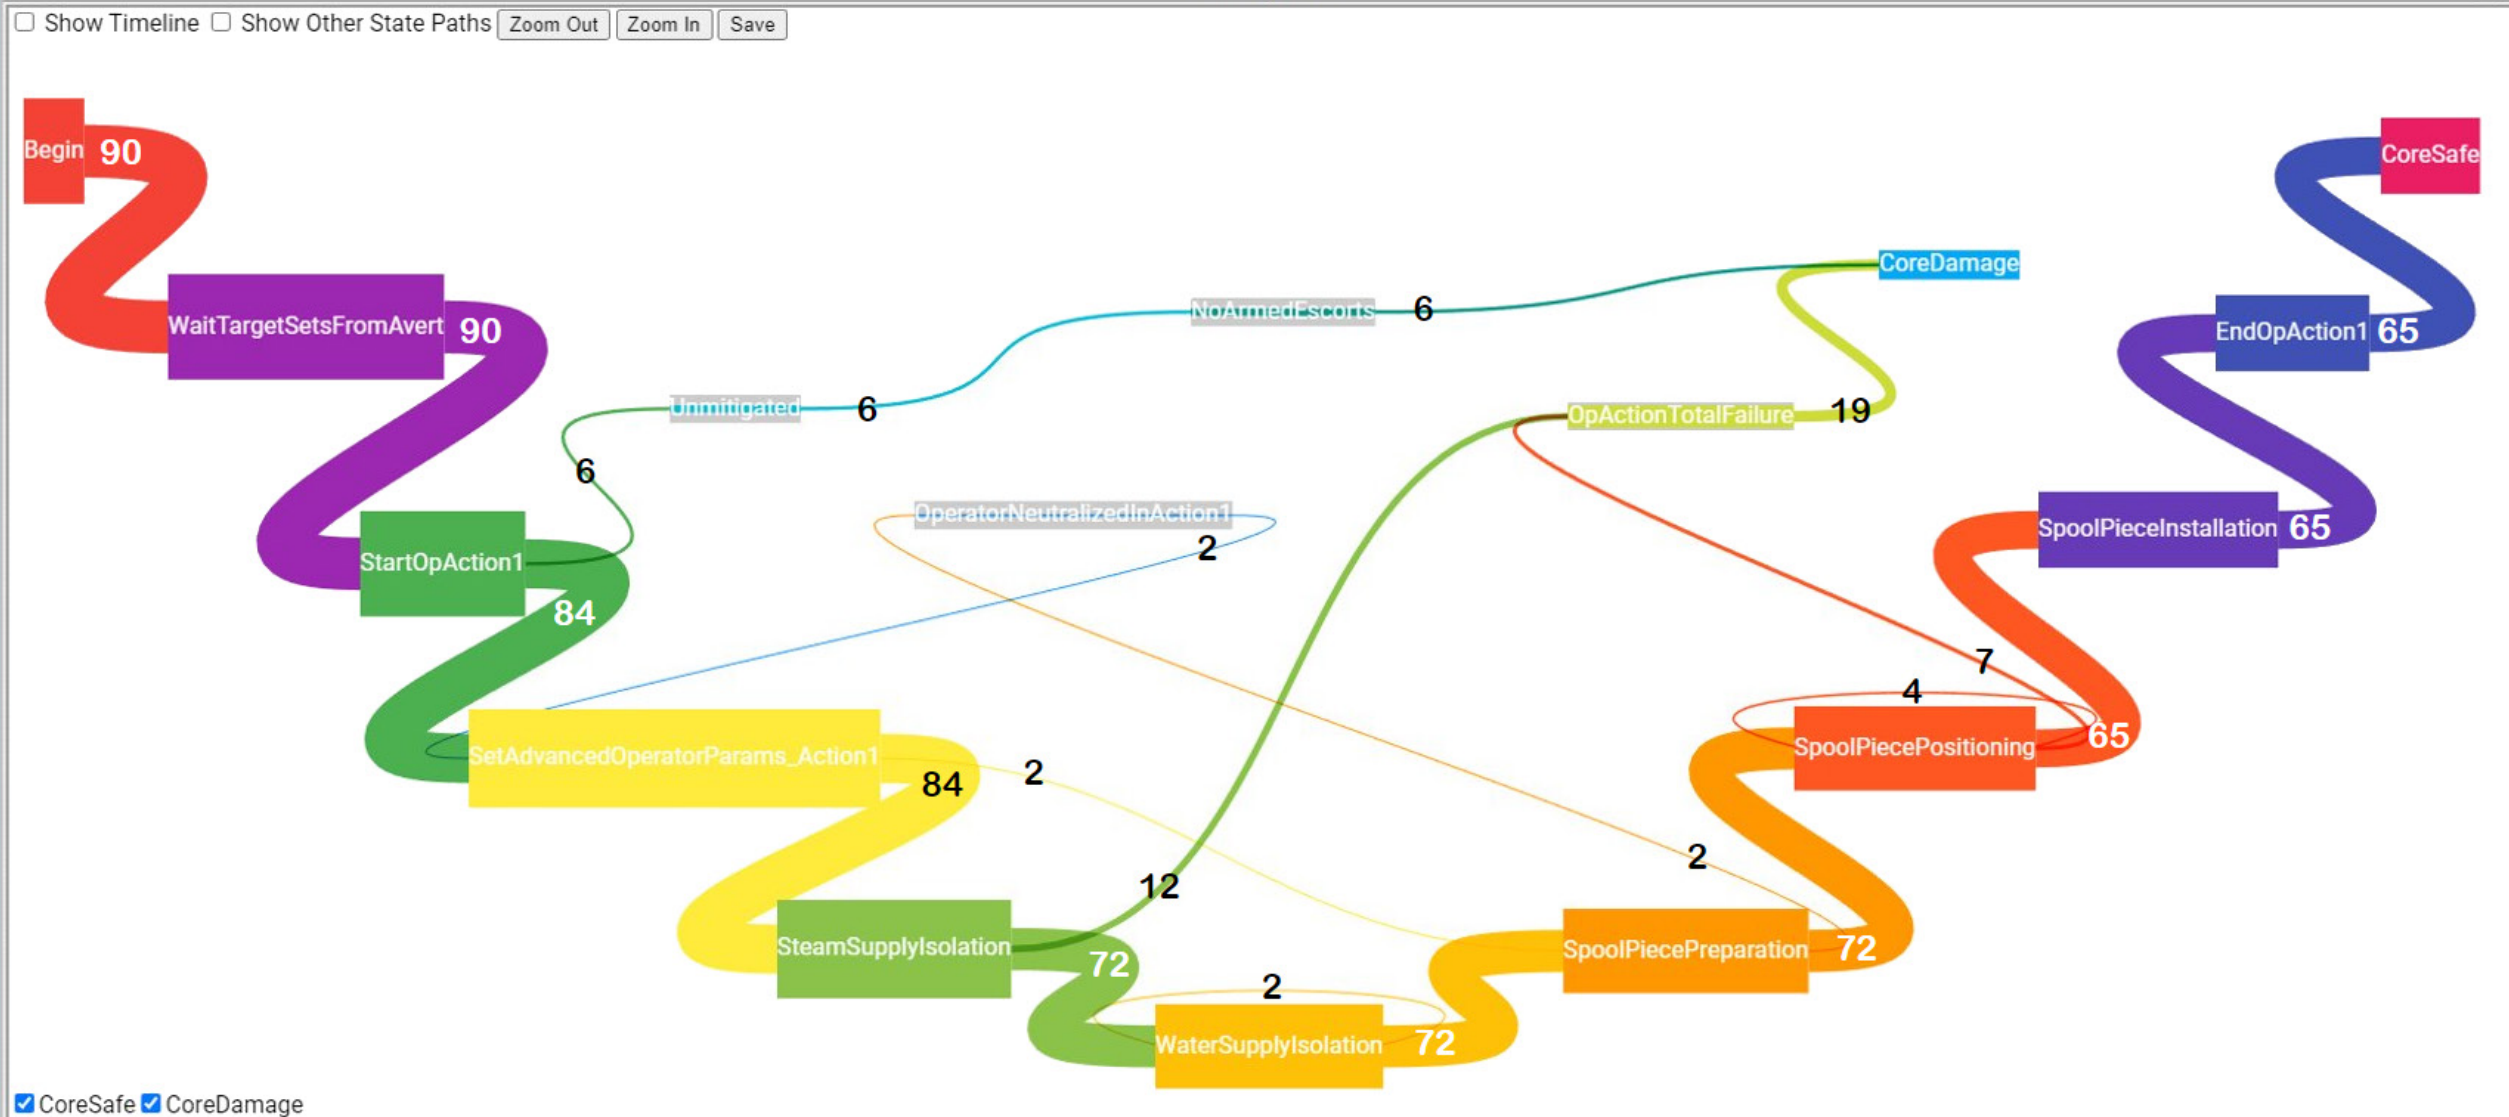 Show Timeline Show Other State Paths Zoom Out Zoom In Save
Begin 90
CoreSafe
WaitTargetSetsFromAvert 90
CoreDamage
NoArmedEscorts 6
EndOpAction1 65
Unmitigated 6
OpActionTotalFailure 19
6
OperatorNeutralizedInAction1
2
SpoolPieceInstallation 65
StartOpAction1
84
7
4
SpoolPiecePositioning 65
SetAdvancedOperatorParams_Action1
84
2
2
12
SteamSupplyIsolation
72
SpoolPiecePreparation 72
2
WaterSupplyIsolation 72
CoreSafe CoreDamage